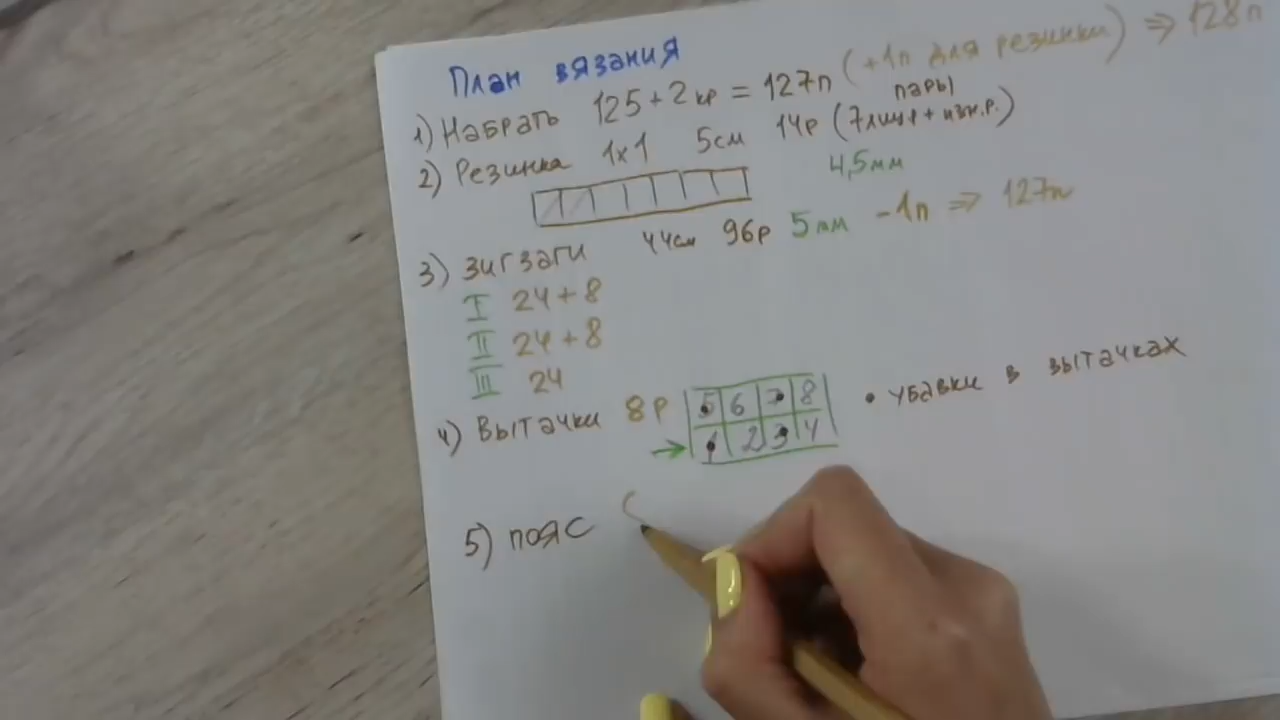 План вязания
1) Набрать 125 + 2 кр = 127п (+1п для резинки) ⇒ 128п
2) Резинка 1х1 5см 14р (7лиц.р + изн.р.)
пары
4,5мм
3) зигзаги 44см 96р 5мм -1п ⇒ 127п
I 24 + 8
II 24 + 8
III 24
4) Вытачки 8р
5 6 7 8
→ 1 2 3 4
• убавки в вытачках
5) пояс